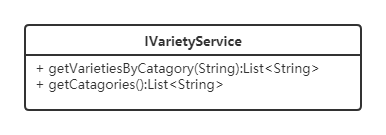 IVarietyService
+ getVarietiesByCatagory(String):List<String>
+ getCatagories():List<String>